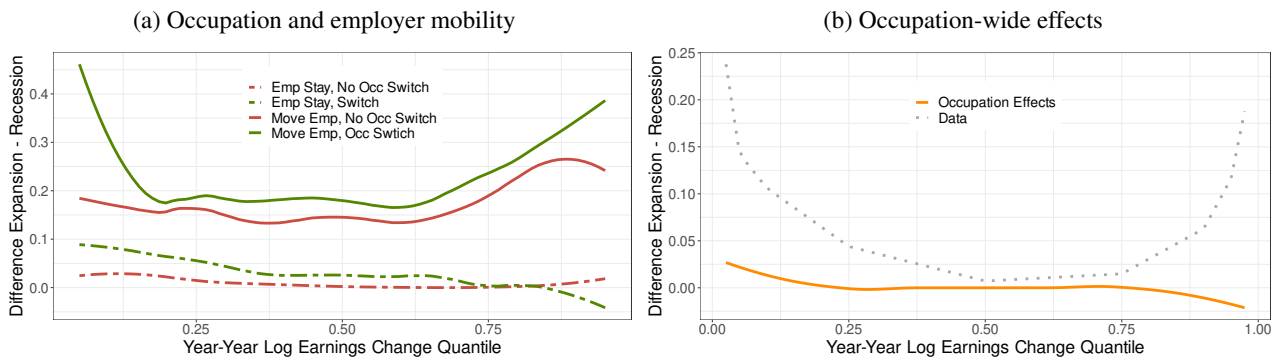 (a) Occupation and employer mobility
Difference Expansion - Recession
0.4
0.3
0.2
0.1
0.0
Emp Stay, No Occ Switch
Emp Stay, Switch
Move Emp, No Occ Switch
Move Emp, Occ Swtich
0.25 0.50 0.75
Year-Year Log Earnings Change Quantile
(b) Occupation-wide effects
Difference Expansion - Recession
0.25
0.20
0.15
0.10
0.05
0.00
Occupation Effects
Data
0.00 0.25 0.50 0.75 1.00
Year-Year Log Earnings Change Quantile